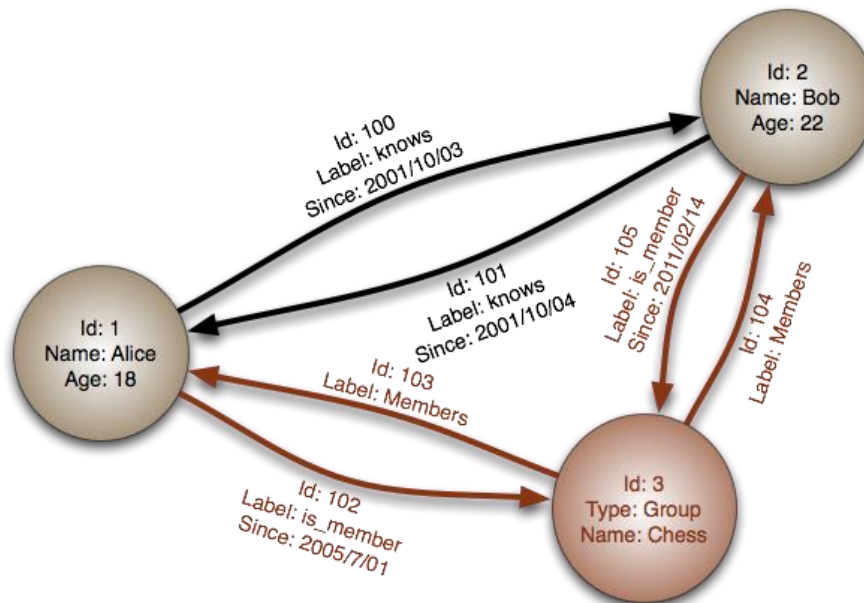 Id: 2
Name: Bob
Age: 22
Id: 100
Label: knows
Since: 2001/10/03
Id: 101
Label: knows
Since: 2001/10/04
Id: 105
Label: is_member
Since: 2011/02/14
Id: 104
Label: Members
Id: 1
Name: Alice
Age: 18
Id: 103
Label: Members
Id: 102
Label: is_member
Since: 2005/7/01
Id: 3
Type: Group
Name: Chess